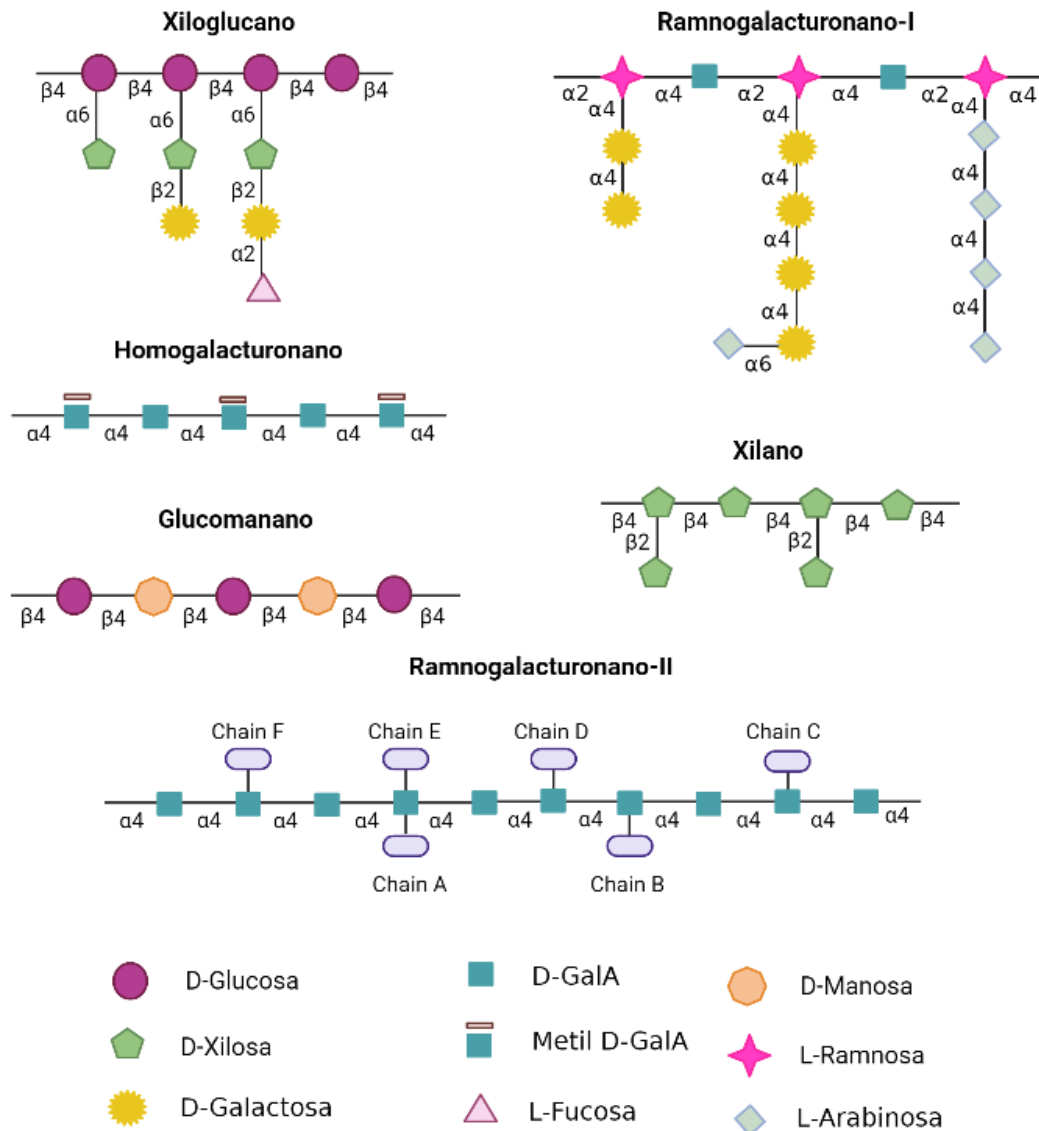 Xiloglucano
β4 β4 β4 β4 β4
α6 α6 α6
β2 β2
α2
Ramnogalacturonano-I
α2 α4 α2 α4 α2 α4
α4 α4 α4
α4 α4 α4
α4 α4
α4 α4
α6
Homogalacturonano
α4 α4 α4 α4 α4 α4
Xilano
β4 β4 β4 β4 β4
β2 β2
Glucomanano
β4 β4 β4 β4 β4 β4
Ramnogalacturonano-II
Chain F Chain E Chain D Chain C
α4 α4 α4 α4 α4 α4 α4 α4 α4 α4 α4
Chain A Chain B
D-Glucosa D-GalA D-Manosa
D-Xilosa Metil D-GalA L-Ramnosa
D-Galactosa L-Fucosa L-Arabinosa